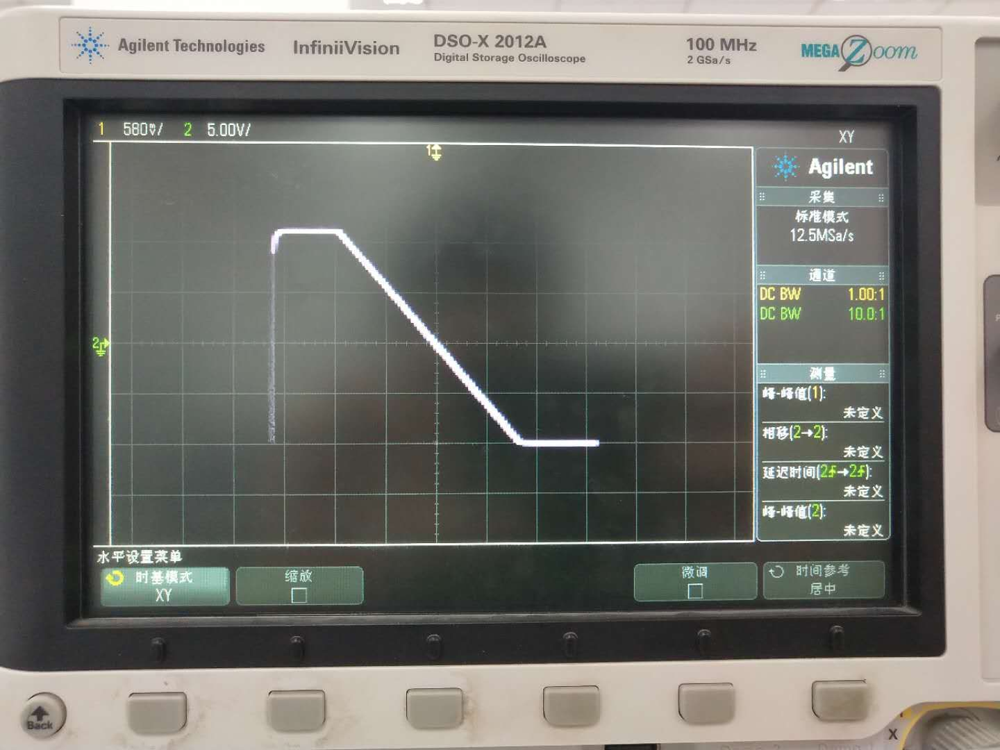 Agilent Technologies InfiniiVision DSO-X 2012A 100 MHz MEGA Zoom
Digital Storage Oscilloscope 2 GSa/s
1 580mV/ 2 5.00V/ XY
1
Agilent
采集
标准模式
12.5MSa/s
通道
DC BW 1.00:1
DC BW 10.0:1
2
测量
峰-峰值(1):
未定义
相移(2→2):
未定义
延迟时间(2→2):
未定义
峰-峰值(2):
未定义
水平设置菜单
时基模式 缩放 微调 时间参考
XY 居中
Back
X